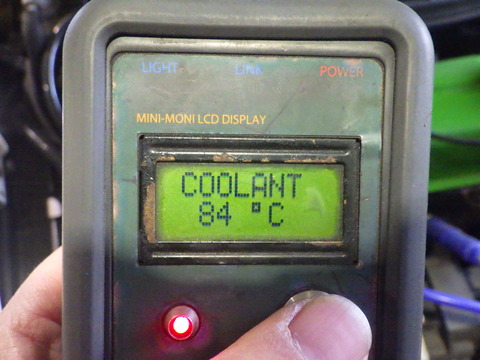 LIGHT LINK POWER
MINI-MONI LCD DISPLAY
COOLANT
84 °C